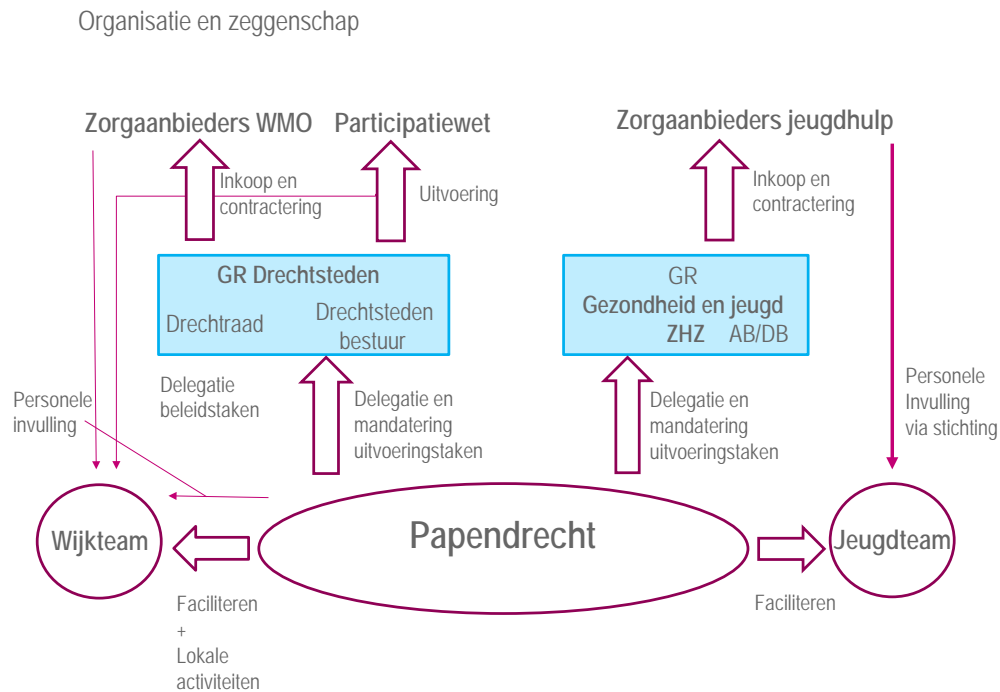 Organisatie en zeggenschap
Zorgaanbieders WMO
Participatiewet
Zorgaanbieders jeugdhulp
Inkoop en
contractering
Uitvoering
Inkoop en
contractering
GR Drechtsteden
Drechtraad
Drechtsteden
bestuur
GR
Gezondheid en jeugd
ZHZ AB/DB
Personele
invulling
Delegatie
beleidstaken
Delegatie en
mandatering
uitvoeringstaken
Delegatie en
mandatering
uitvoeringstaken
Personele
Invulling
via stichting
Wijkteam
Papendrecht
Jeugdteam
Faciliteren
+
Lokale
activiteiten
Faciliteren